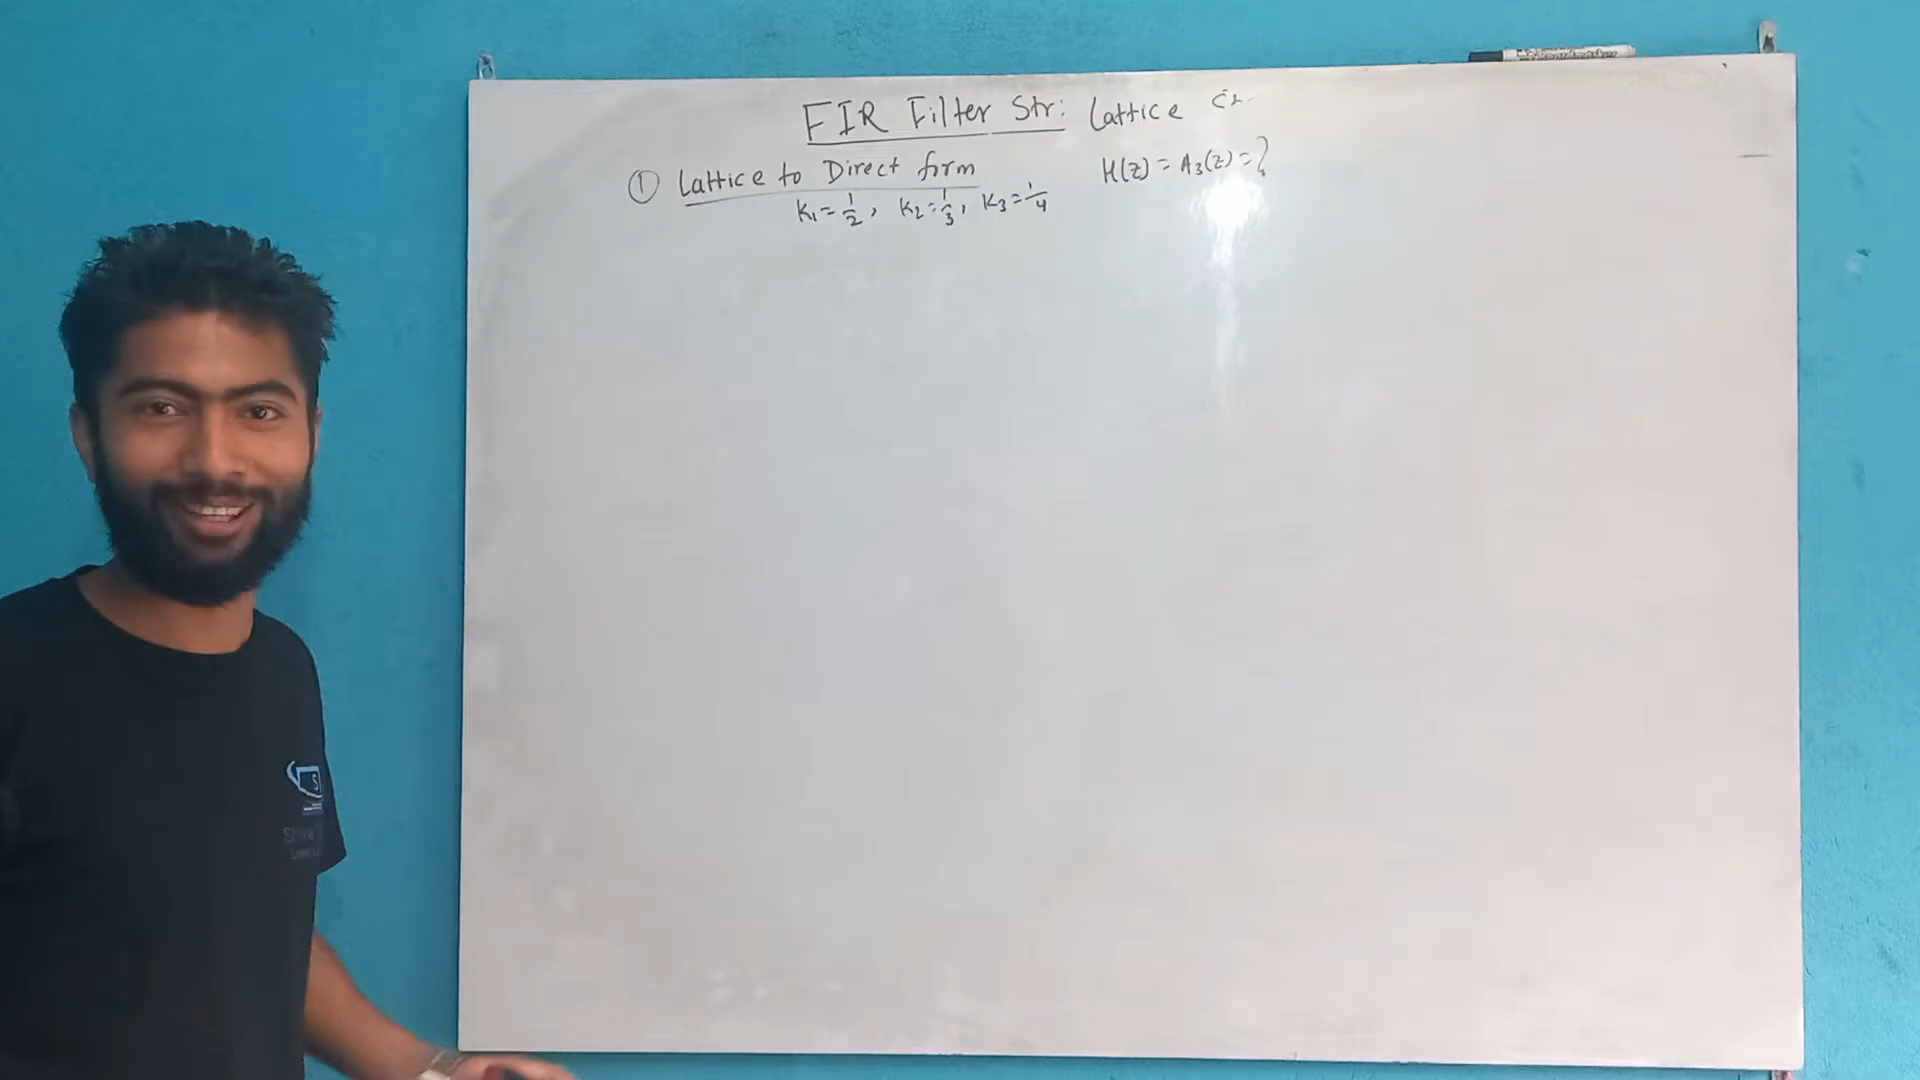 FIR Filter Str: Lattice
① Lattice to Direct form
H(z) = A₃(z) = ?
K₁ = 1/2, K₂ = 1/3, K₃ = 1/4